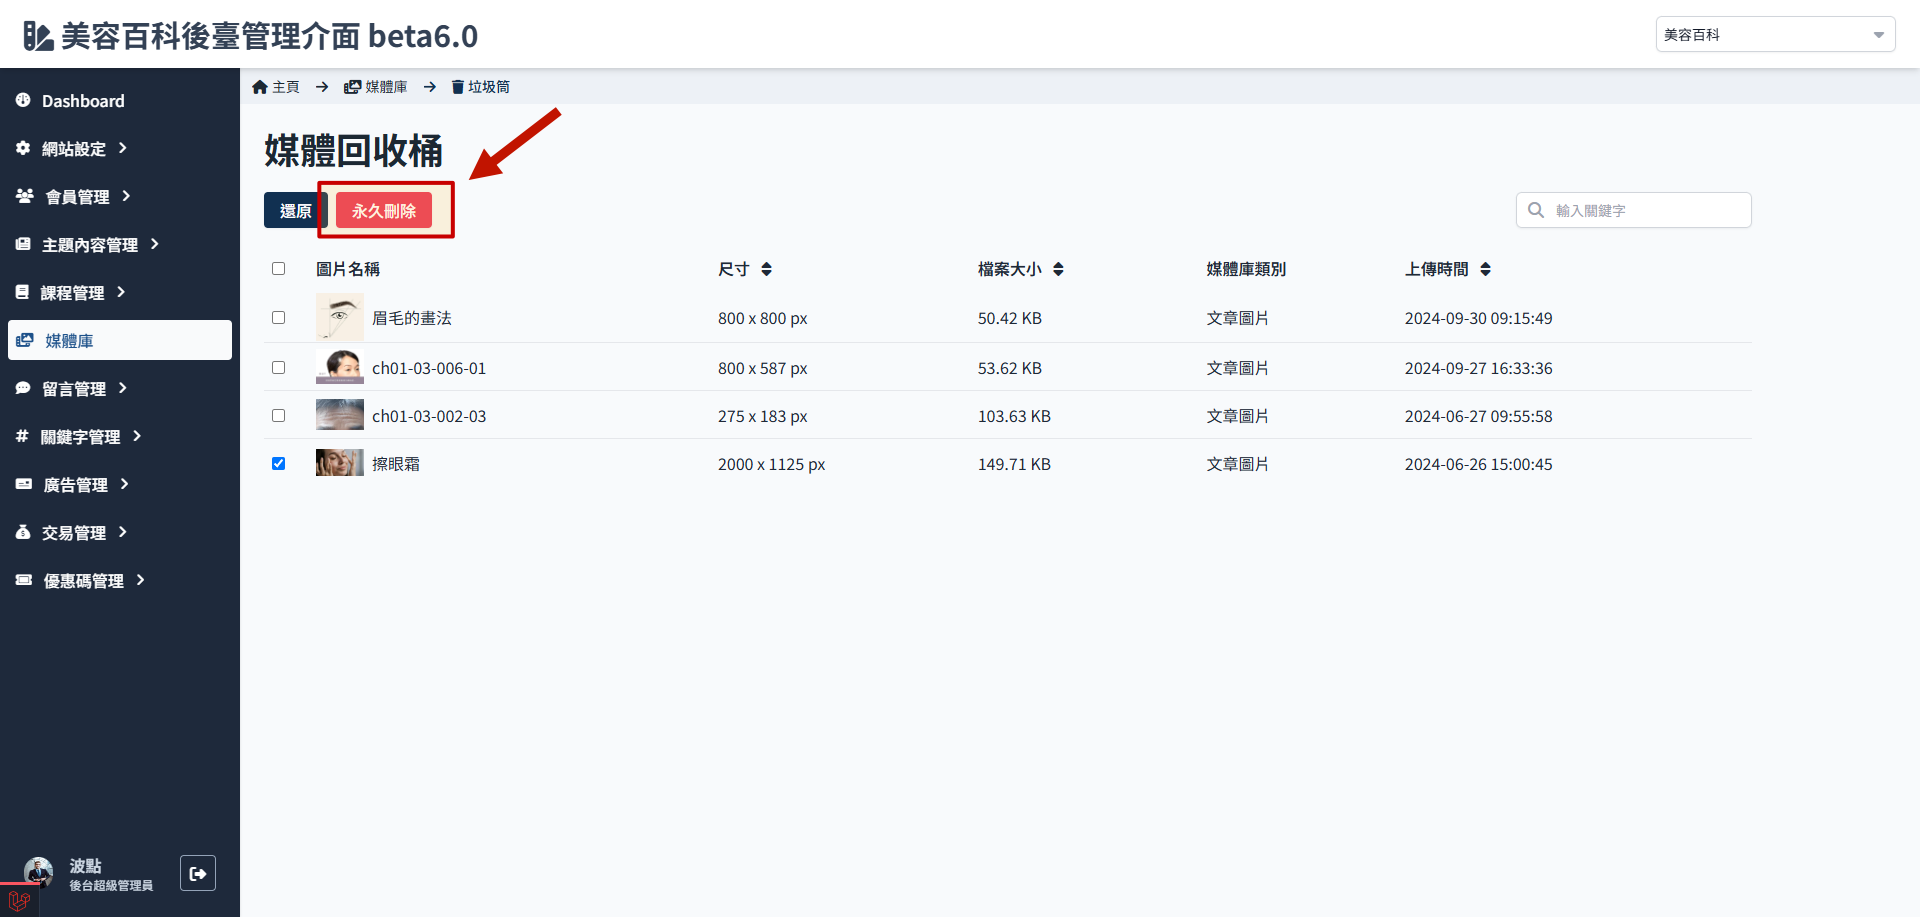 美容百科後臺管理介面 beta6.0
美容百科
Dashboard
網站設定
會員管理
主題內容管理
課程管理
媒體庫
留言管理
關鍵字管理
廣告管理
交易管理
優惠碼管理
波點
後台超級管理員
主頁 → 媒體庫 → 垃圾筒
媒體回收桶
還原 永久刪除
輸入關鍵字
圖片名稱 尺寸 檔案大小 媒體庫類別 上傳時間
眉毛的畫法 800 x 800 px 50.42 KB 文章圖片 2024-09-30 09:15:49
ch01-03-006-01 800 x 587 px 53.62 KB 文章圖片 2024-09-27 16:33:36
ch01-03-002-03 275 x 183 px 103.63 KB 文章圖片 2024-06-27 09:55:58
擦眼霜 2000 x 1125 px 149.71 KB 文章圖片 2024-06-26 15:00:45